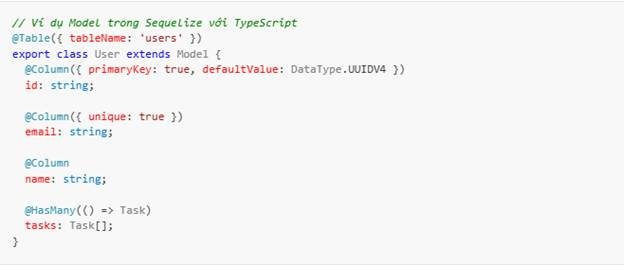 // Ví dụ Model trong Sequelize với TypeScript
@Table({ tableName: 'users' })
export class User extends Model {
  @Column({ primaryKey: true, defaultValue: DataType.UUIDV4 })
  id: string;

  @Column({ unique: true })
  email: string;

  @Column
  name: string;

  @HasMany(() => Task)
  tasks: Task[];
}